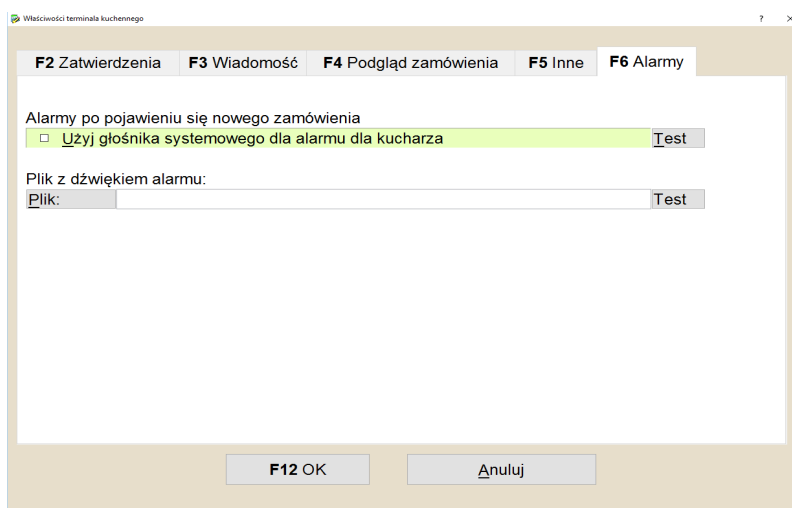 Właściwości terminala kuchennego ? ×
F2 Zatwierdzenia F3 Wiadomość F4 Podgląd zamówienia F5 Inne F6 Alarmy
Alarmy po pojawieniu się nowego zamówienia
Użyj głośnika systemowego dla alarmu dla kucharza Test
Plik z dźwiękiem alarmu:
Plik: Test
F12 OK Anuluj